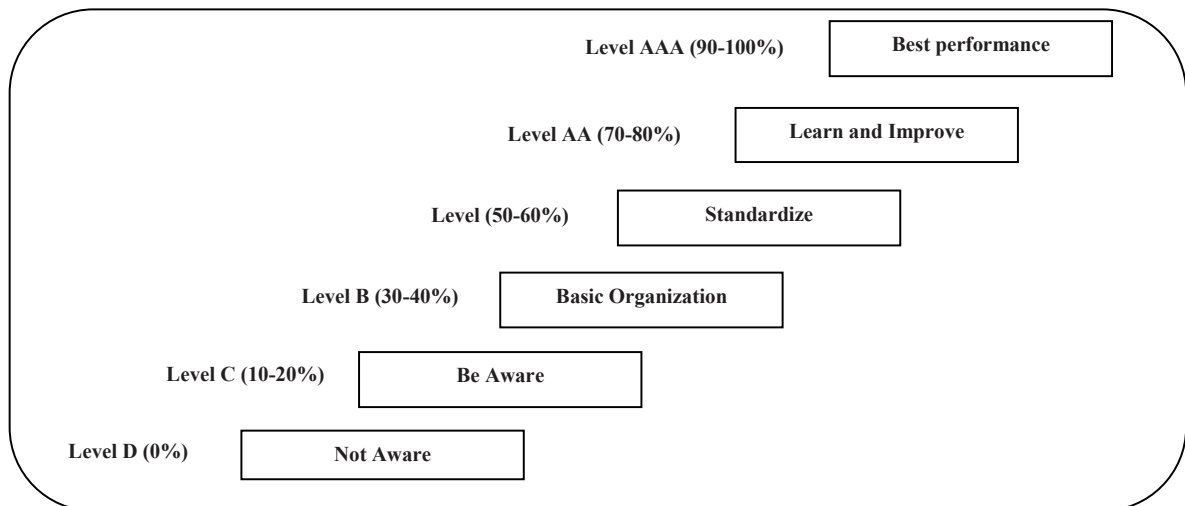 Level AAA (90-100%) Best performance
Level AA (70-80%) Learn and Improve
Level (50-60%) Standardize
Level B (30-40%) Basic Organization
Level C (10-20%) Be Aware
Level D (0%) Not Aware